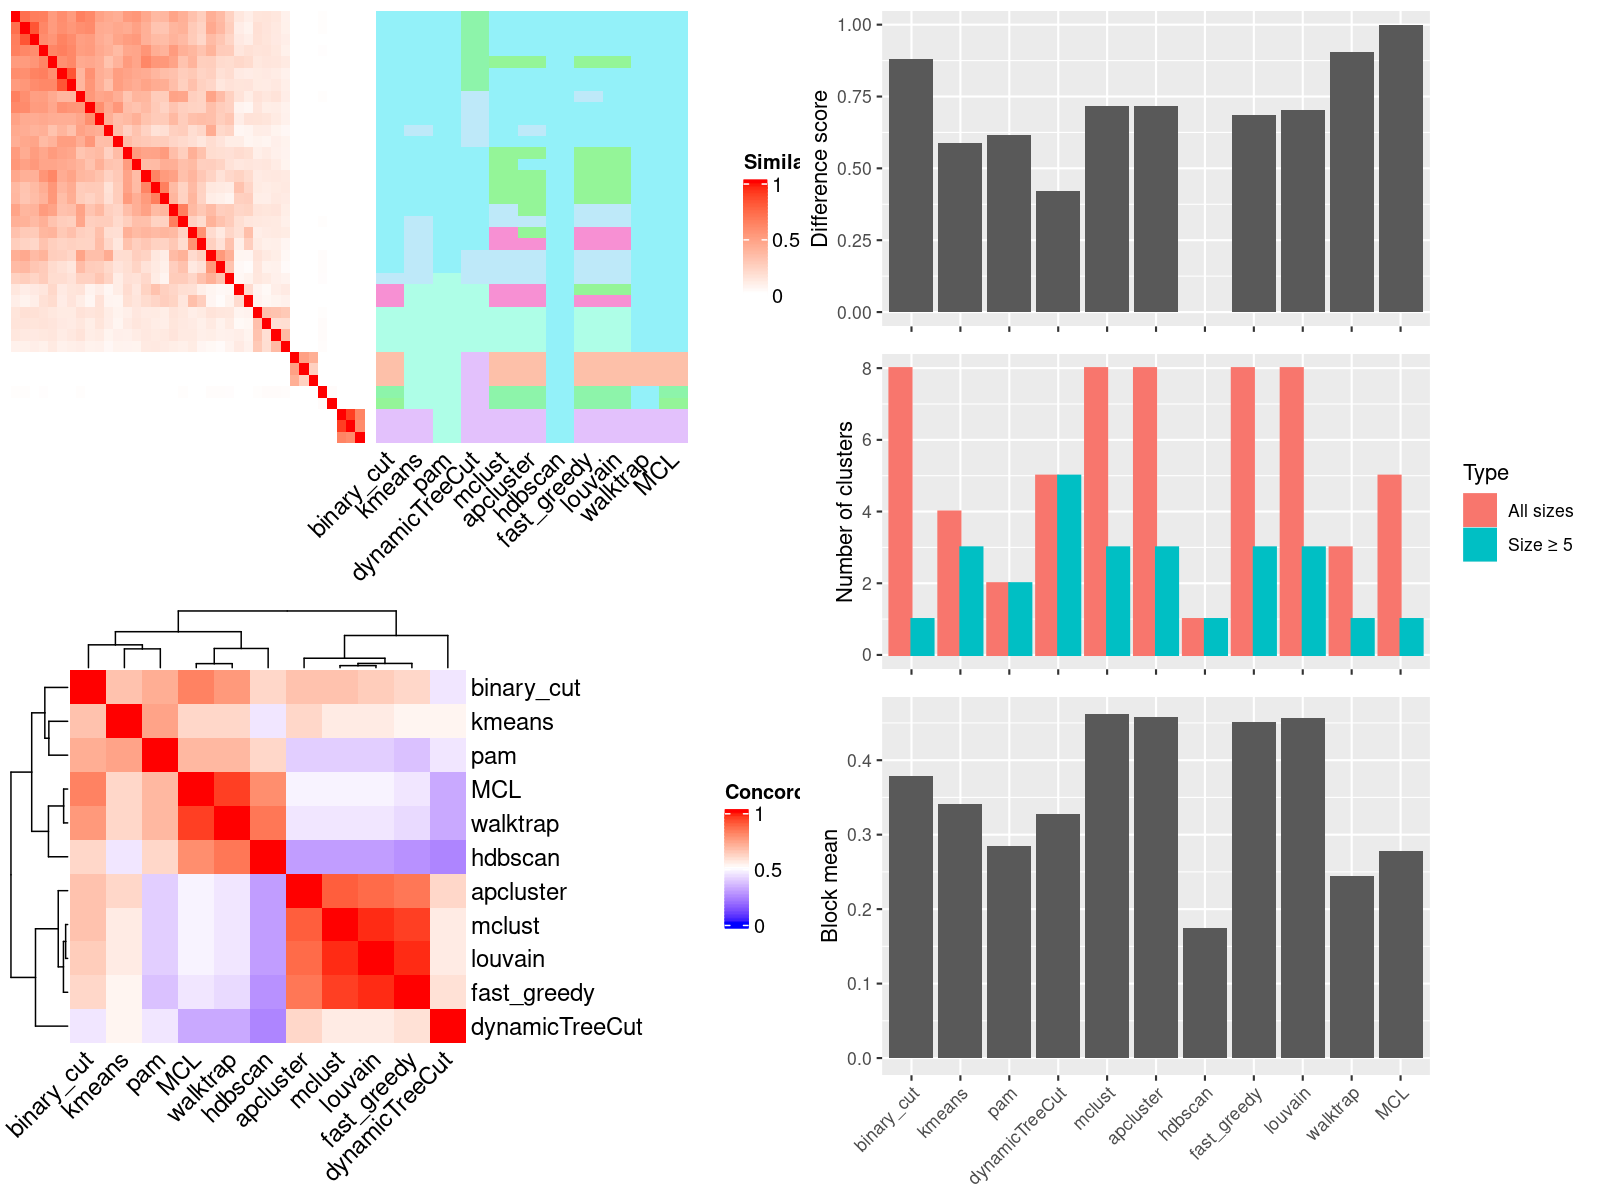 Simila
1
0.5
0
binary_cut
kmeans
pam
dynamicTreeCut
mclust
apcluster
hdbscan
fast_greedy
louvain
walktrap
MCL
binary_cut
kmeans
pam
MCL
walktrap
hdbscan
apcluster
mclust
louvain
fast_greedy
dynamicTreeCut
binary_cut
kmeans
pam
MCL
walktrap
hdbscan
apcluster
mclust
louvain
fast_greedy
dynamicTreeCut
Concord
1
0.5
0
Difference score
1.00
0.75
0.50
0.25
0.00
Number of clusters
8
6
4
2
0
Type
All sizes
Size ≥ 5
Block mean
0.4
0.3
0.2
0.1
0.0
binary_cut
kmeans
pam
dynamicTreeCut
mclust
apcluster
hdbscan
fast_greedy
louvain
walktrap
MCL